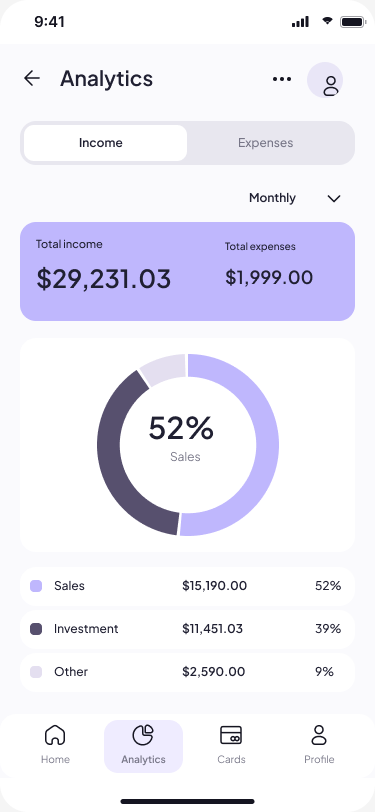 9:41
Analytics
Income Expenses
Monthly
Total income Total expenses
$29,231.03 $1,999.00
52%
Sales
Sales $15,190.00 52%
Investment $11,451.03 39%
Other $2,590.00 9%
Home Analytics Cards Profile